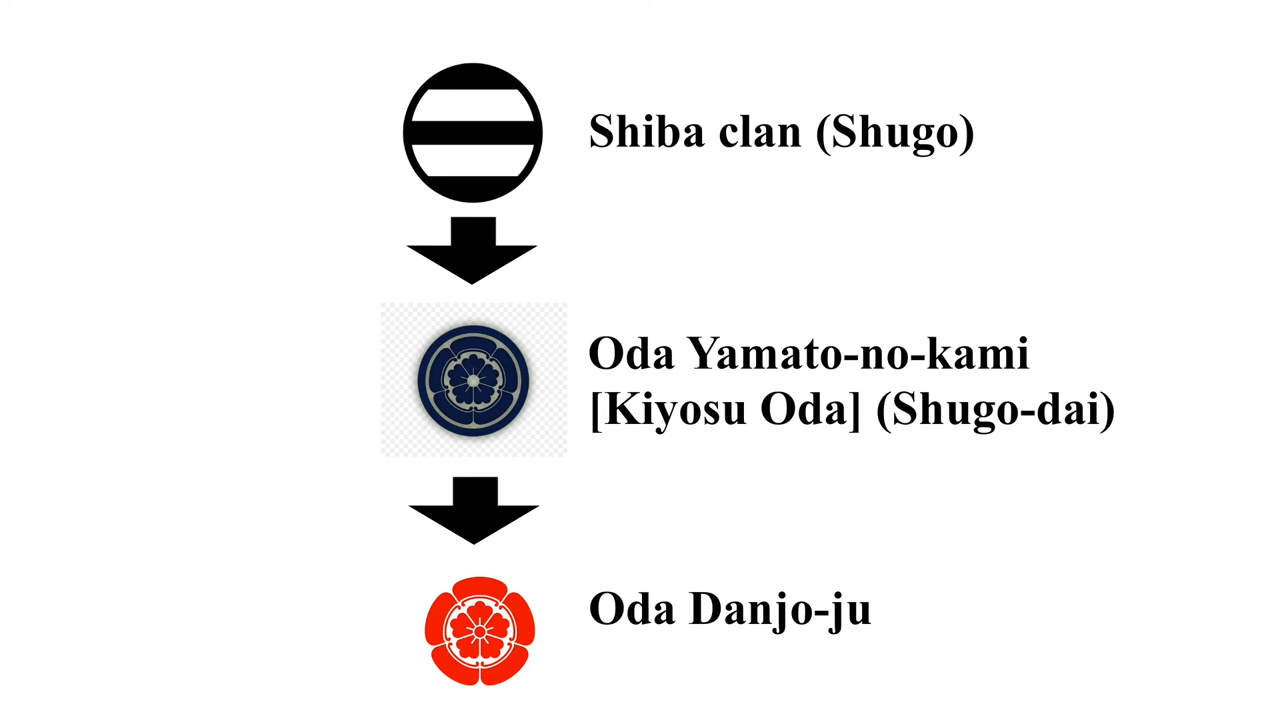 Shiba clan (Shugo)
Oda Yamato-no-kami
[Kiyosu Oda] (Shugo-dai)
Oda Danjo-ju